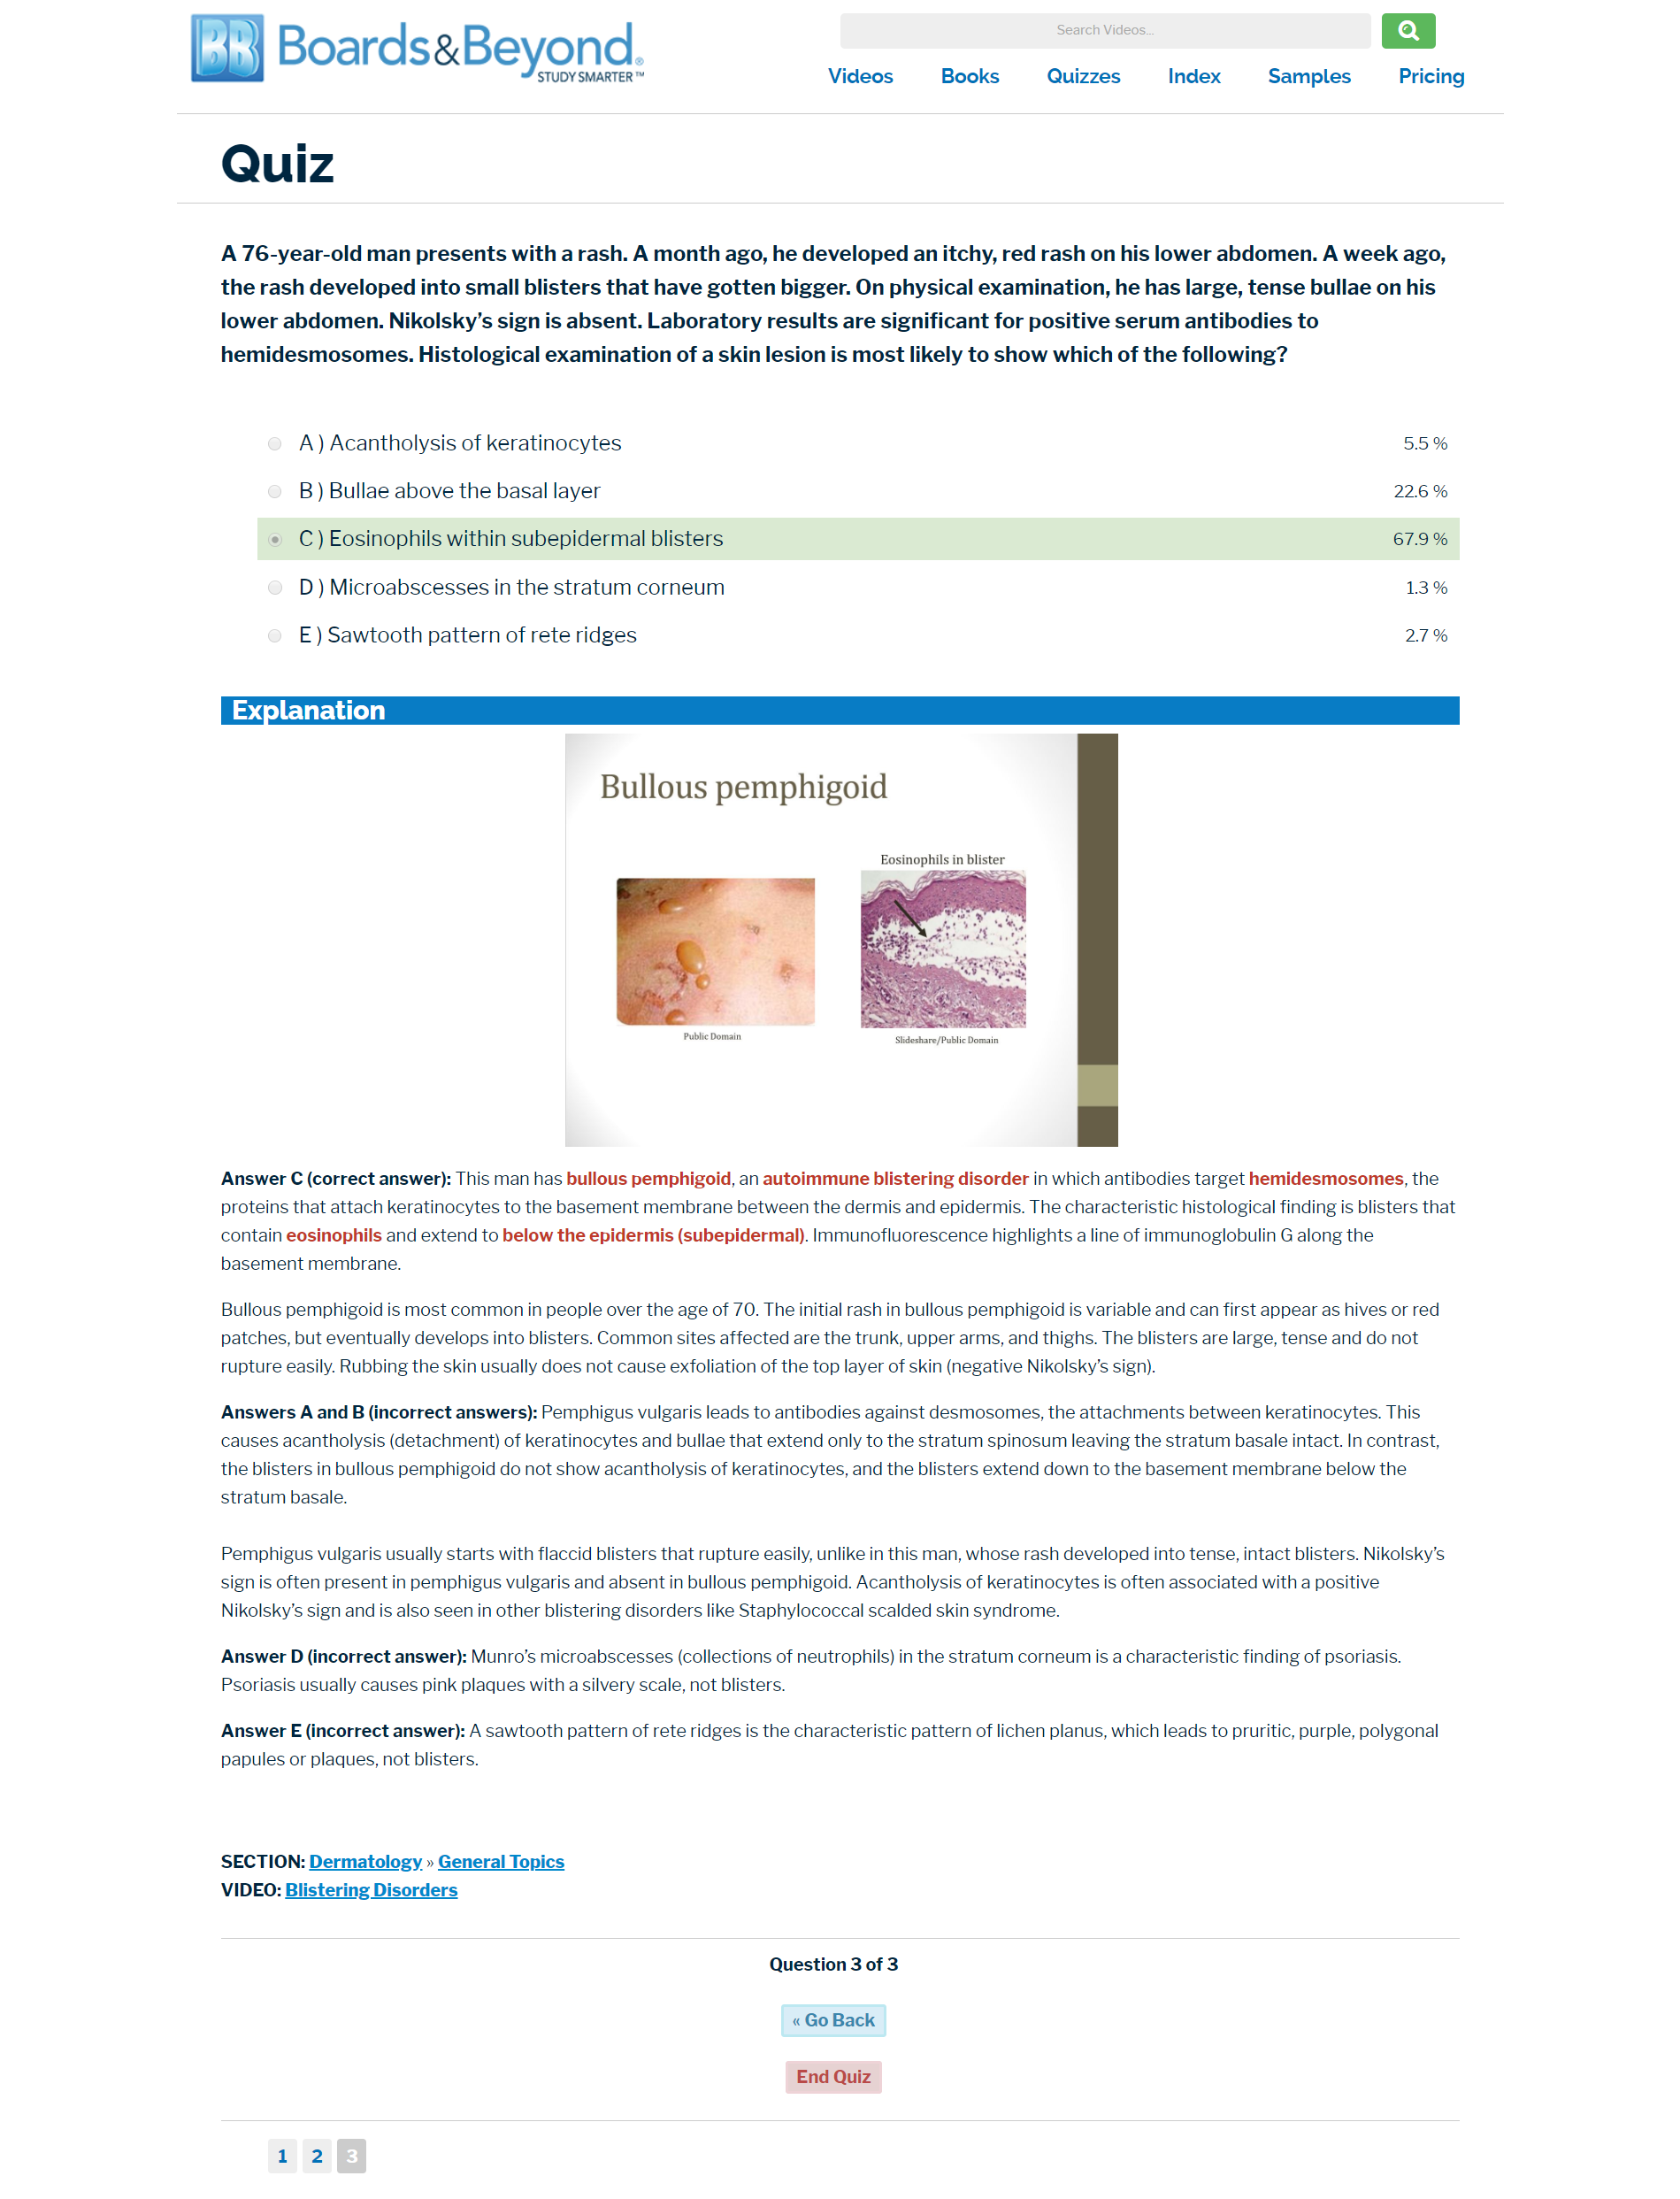 BB Boards&Beyond®
STUDY SMARTER™
Search Videos...
Videos Books Quizzes Index Samples Pricing
Quiz
A 76-year-old man presents with a rash. A month ago, he developed an itchy, red rash on his lower abdomen. A week ago,
the rash developed into small blisters that have gotten bigger. On physical examination, he has large, tense bullae on his
lower abdomen. Nikolsky’s sign is absent. Laboratory results are significant for positive serum antibodies to
hemidesmosomes. Histological examination of a skin lesion is most likely to show which of the following?
A ) Acantholysis of keratinocytes 5.5 %
B ) Bullae above the basal layer 22.6 %
C ) Eosinophils within subepidermal blisters 67.9 %
D ) Microabscesses in the stratum corneum 1.3 %
E ) Sawtooth pattern of rete ridges 2.7 %
Explanation
Bullous pemphigoid
Eosinophils in blister
Public Domain
Slideshare/Public Domain
Answer C (correct answer): This man has bullous pemphigoid, an autoimmune blistering disorder in which antibodies target hemidesmosomes, the
proteins that attach keratinocytes to the basement membrane between the dermis and epidermis. The characteristic histological finding is blisters that
contain eosinophils and extend to below the epidermis (subepidermal). Immunofluorescence highlights a line of immunoglobulin G along the
basement membrane.
Bullous pemphigoid is most common in people over the age of 70. The initial rash in bullous pemphigoid is variable and can first appear as hives or red
patches, but eventually develops into blisters. Common sites affected are the trunk, upper arms, and thighs. The blisters are large, tense and do not
rupture easily. Rubbing the skin usually does not cause exfoliation of the top layer of skin (negative Nikolsky’s sign).
Answers A and B (incorrect answers): Pemphigus vulgaris leads to antibodies against desmosomes, the attachments between keratinocytes. This
causes acantholysis (detachment) of keratinocytes and bullae that extend only to the stratum spinosum leaving the stratum basale intact. In contrast,
the blisters in bullous pemphigoid do not show acantholysis of keratinocytes, and the blisters extend down to the basement membrane below the
stratum basale.
Pemphigus vulgaris usually starts with flaccid blisters that rupture easily, unlike in this man, whose rash developed into tense, intact blisters. Nikolsky’s
sign is often present in pemphigus vulgaris and absent in bullous pemphigoid. Acantholysis of keratinocytes is often associated with a positive
Nikolsky’s sign and is also seen in other blistering disorders like Staphylococcal scalded skin syndrome.
Answer D (incorrect answer): Munro’s microabscesses (collections of neutrophils) in the stratum corneum is a characteristic finding of psoriasis.
Psoriasis usually causes pink plaques with a silvery scale, not blisters.
Answer E (incorrect answer): A sawtooth pattern of rete ridges is the characteristic pattern of lichen planus, which leads to pruritic, purple, polygonal
papules or plaques, not blisters.
SECTION: Dermatology » General Topics
VIDEO: Blistering Disorders
Question 3 of 3
« Go Back
End Quiz
1 2 3